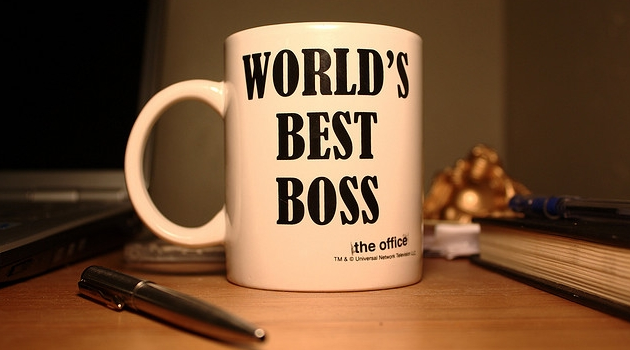 WORLD'S
BEST
BOSS
the office
TM & © Universal Network Television LLC